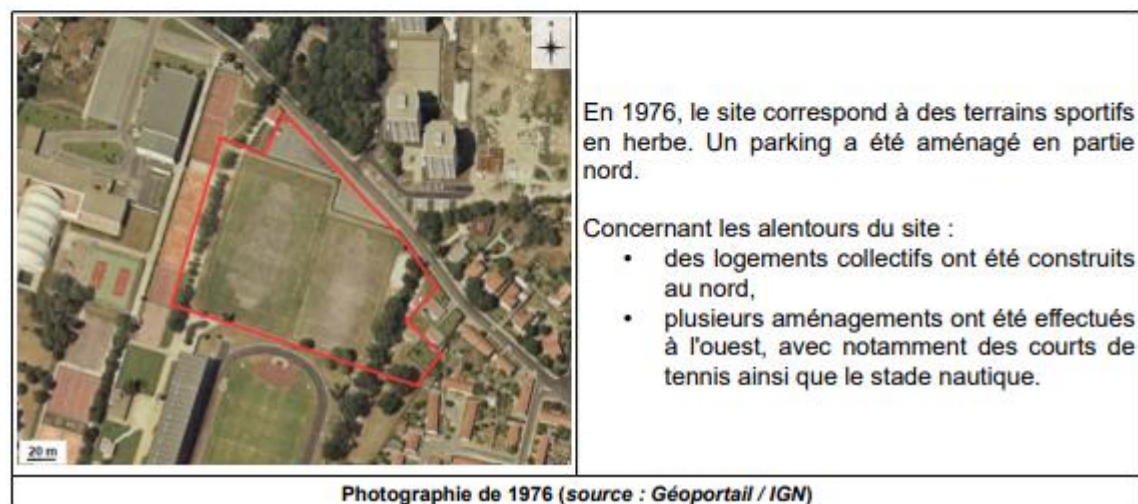 En 1976, le site correspond à des terrains sportifs
en herbe. Un parking a été aménagé en partie
nord.
Concernant les alentours du site :
• des logements collectifs ont été construits
au nord,
• plusieurs aménagements ont été effectués
à l'ouest, avec notamment des courts de
tennis ainsi que le stade nautique.
20 m
Photographie de 1976 (source : Géoportail / IGN)